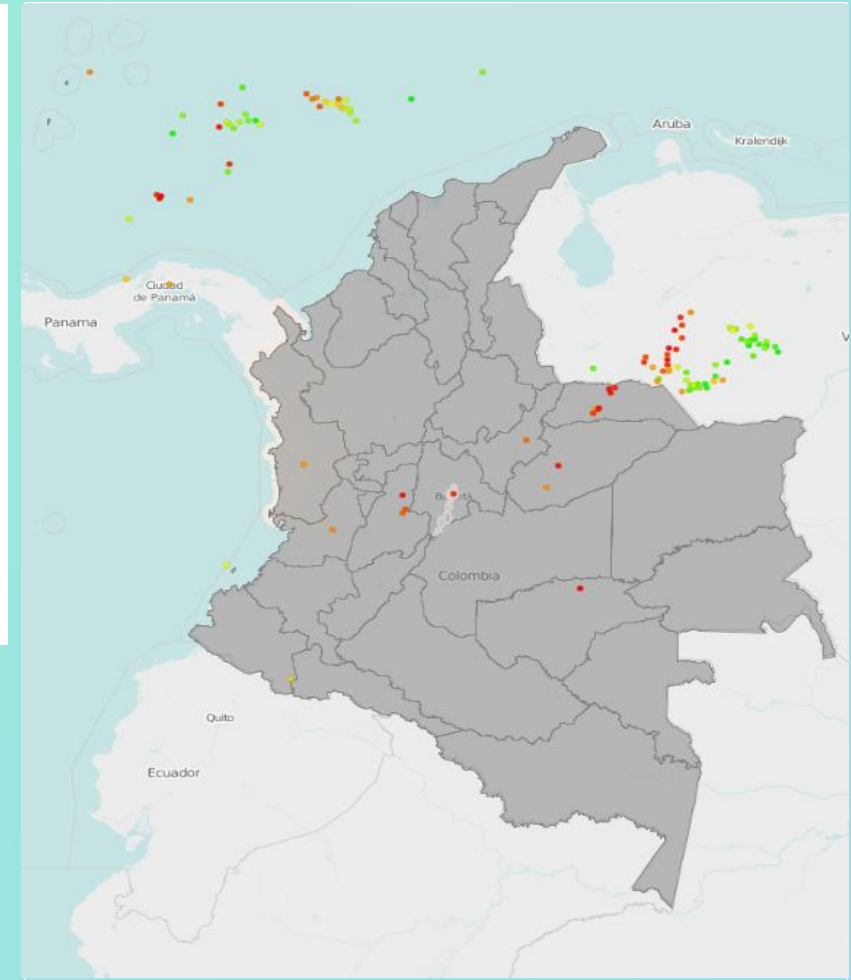 Aruba
Kralendijk
Ciudad
de Panamá
Panama
V
Colombia
Quito
Ecuador